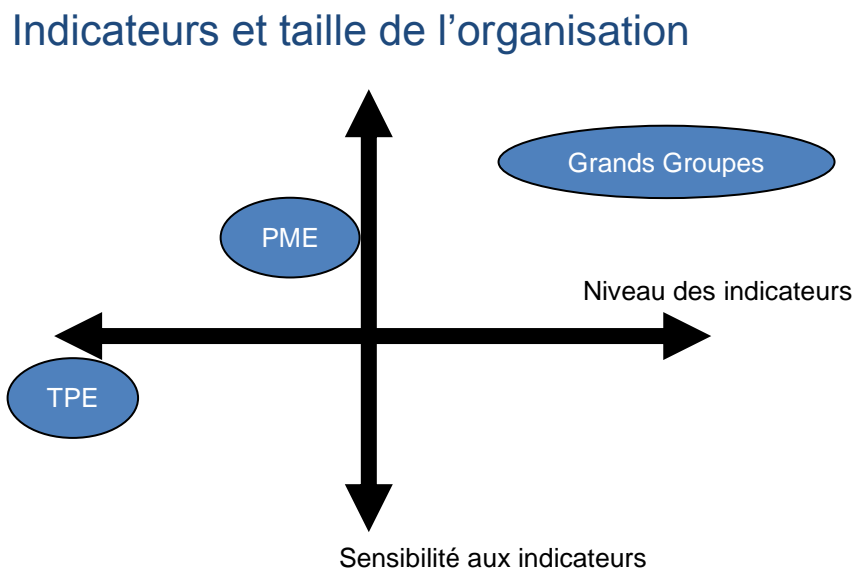 Indicateurs et taille de l’organisation
Grands Groupes
PME
Niveau des indicateurs
TPE
Sensibilité aux indicateurs